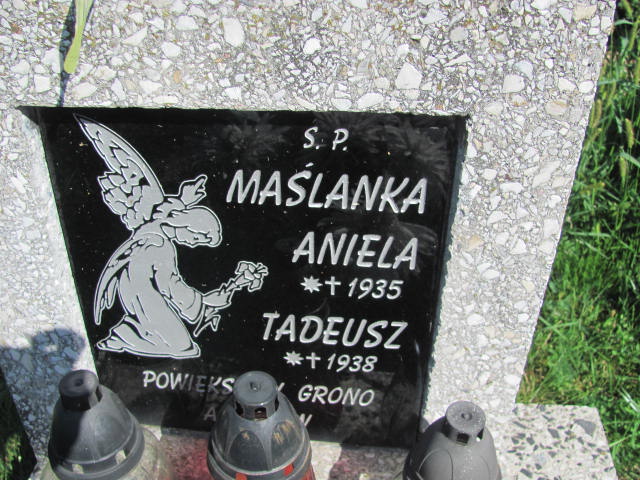 S. P.
MAŚLANKA
ANIELA
*✝1935
TADEUSZ
*✝1938
GRONO